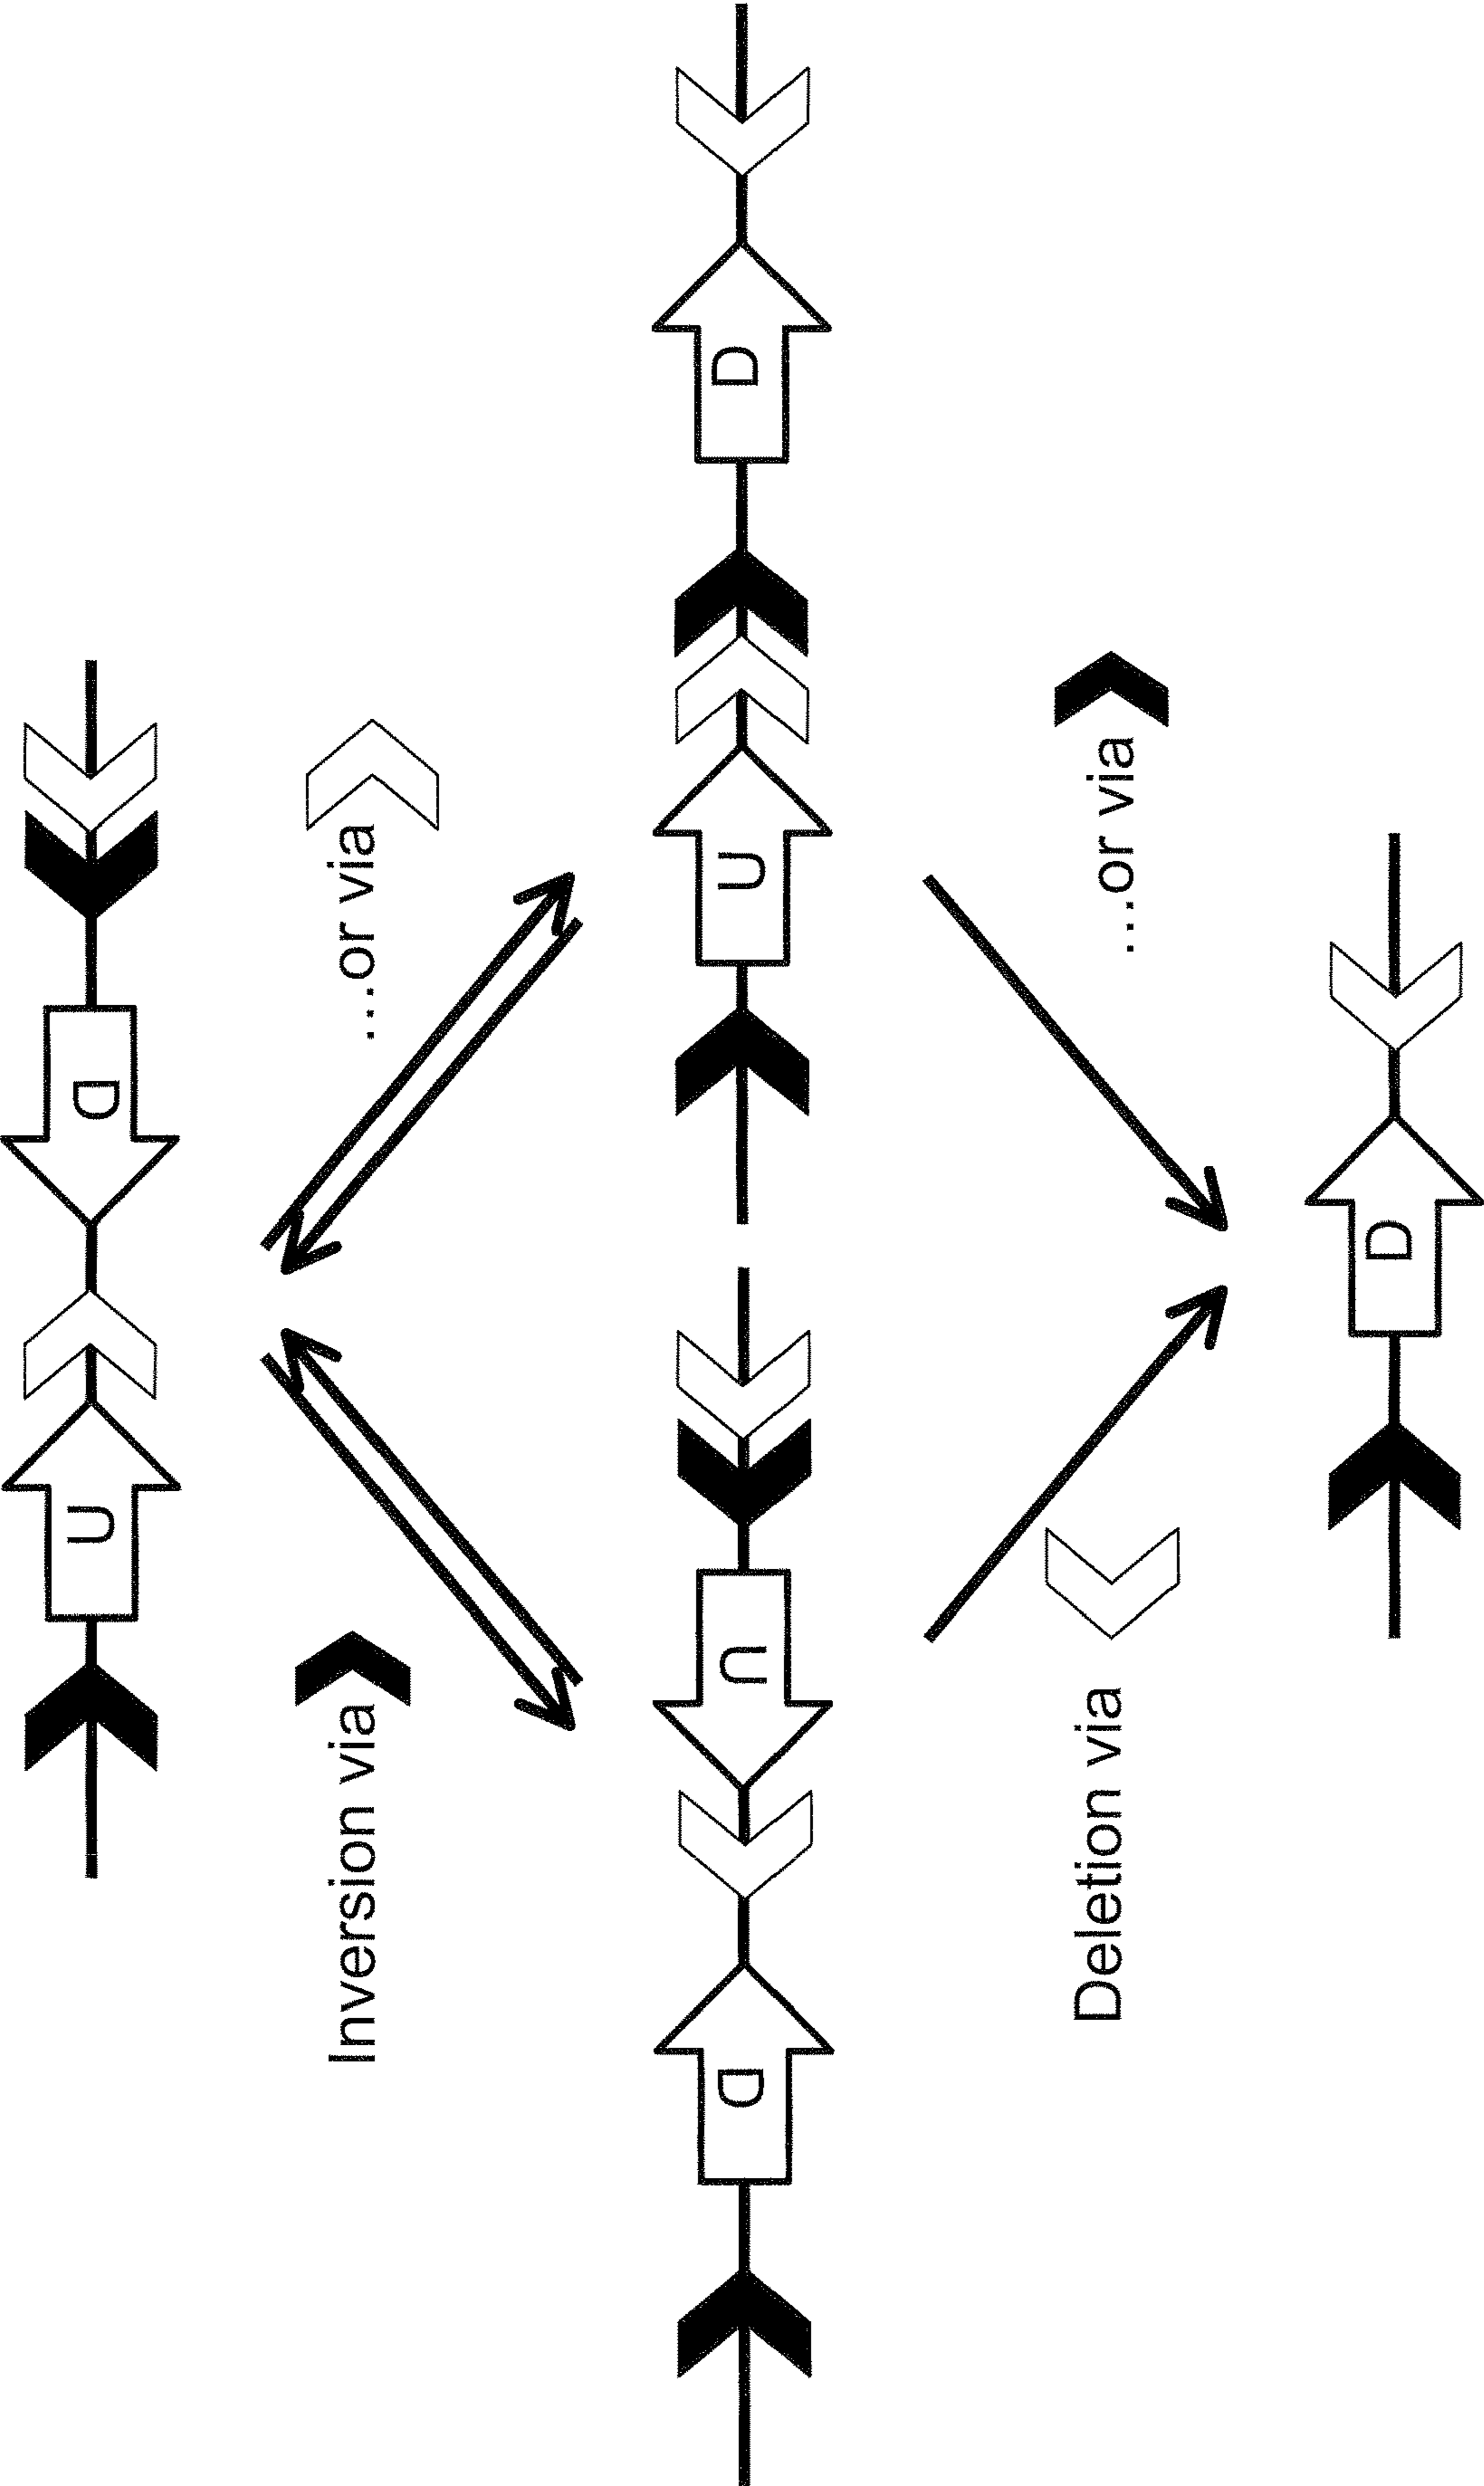 U D
Inversion via …or via
D U U D
Deletion via …or via
D